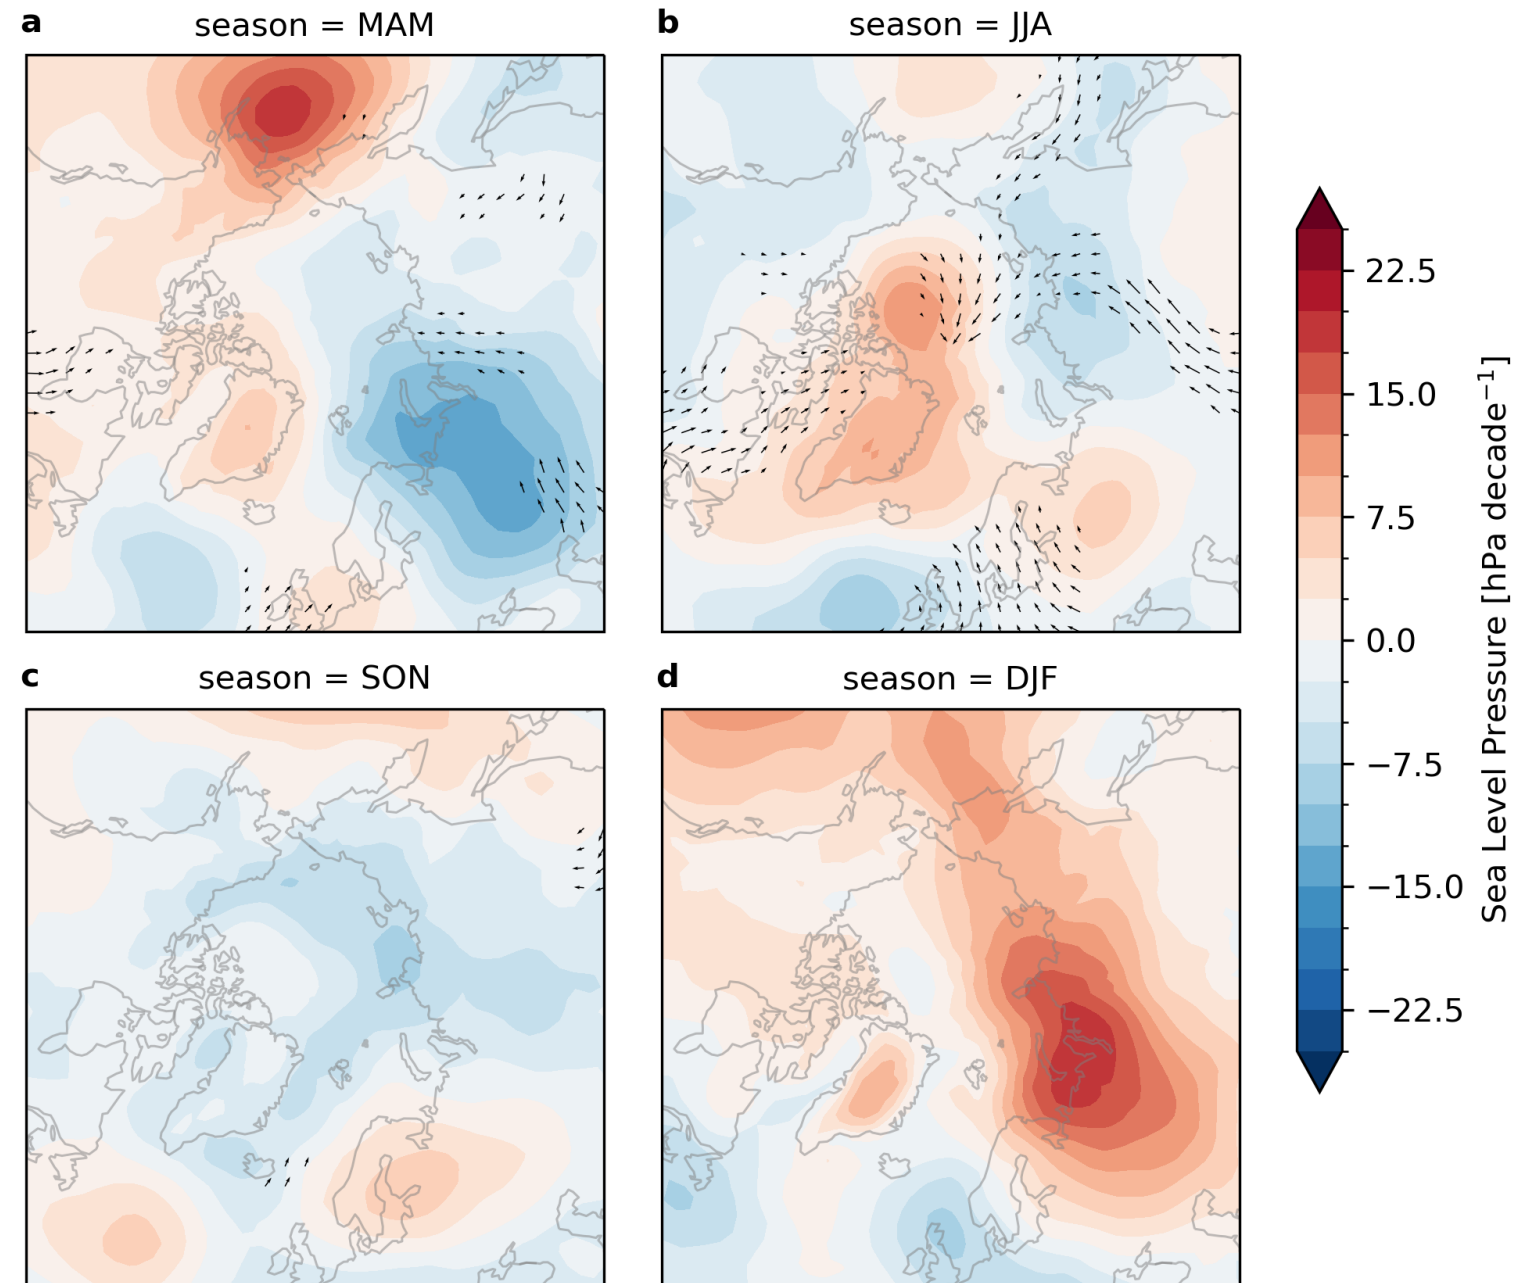 a season = MAM
b season = JJA
22.5
15.0
7.5
0.0
−7.5
−15.0
−22.5
Sea Level Pressure [hPa decade⁻¹]
c season = SON
d season = DJF